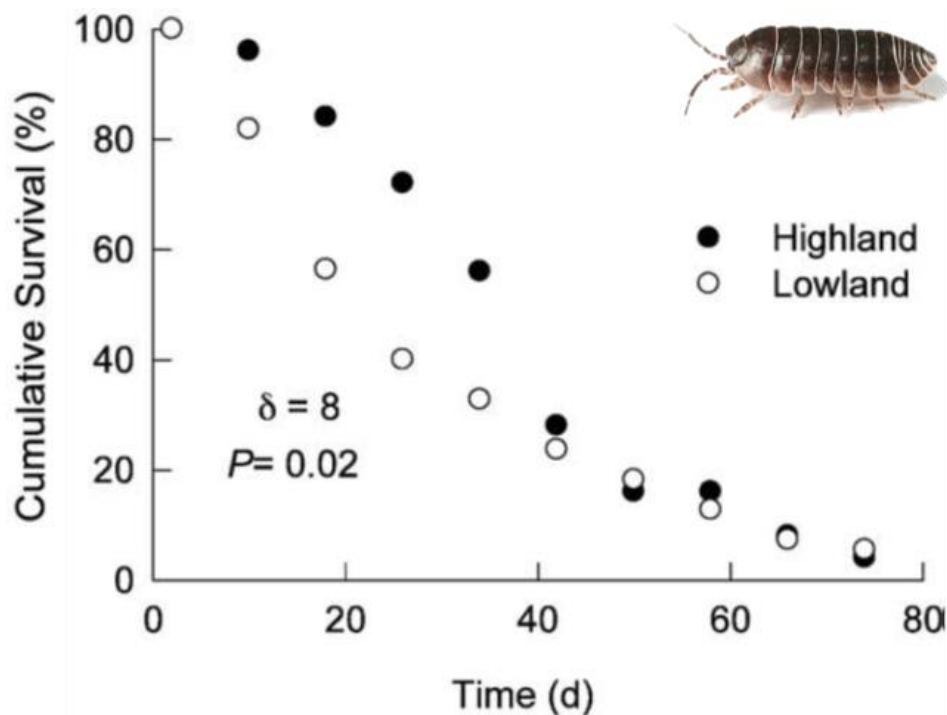 Cumulative Survival (%)
100
80
60
40
20
0
Highland
Lowland
δ = 8
P= 0.02
0 20 40 60 80
Time (d)